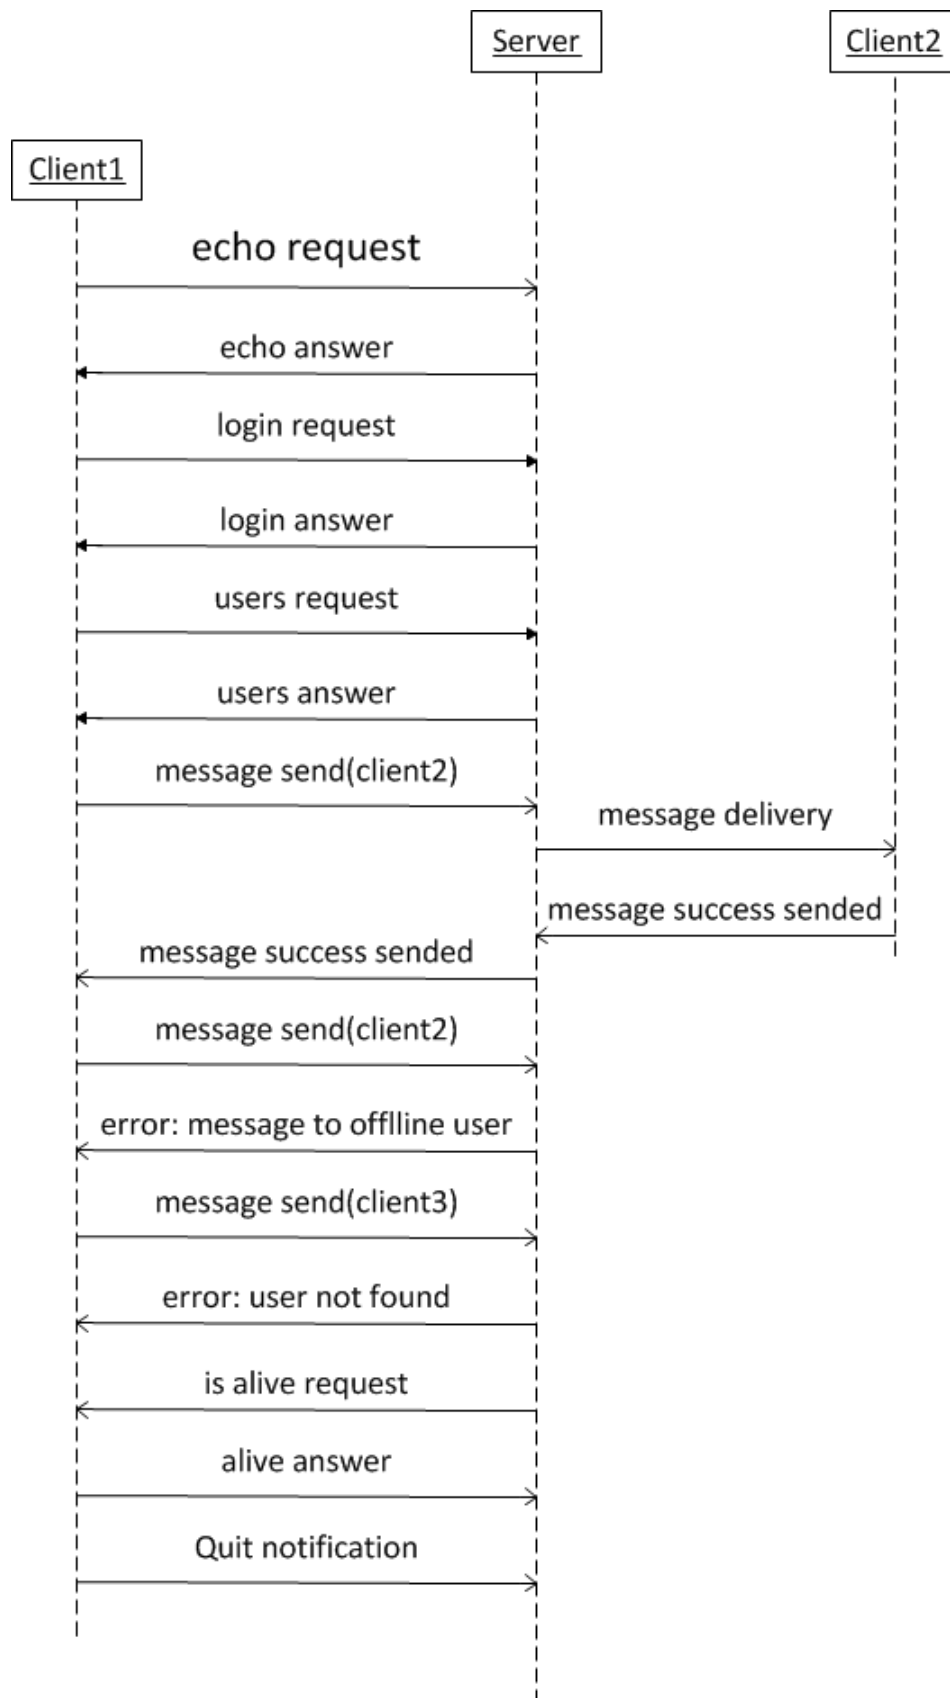 Server
Client2
Client1
echo request
echo answer
login request
login answer
users request
users answer
message send(client2)
message delivery
message success sended
message success sended
message send(client2)
error: message to offlline user
message send(client3)
error: user not found
is alive request
alive answer
Quit notification